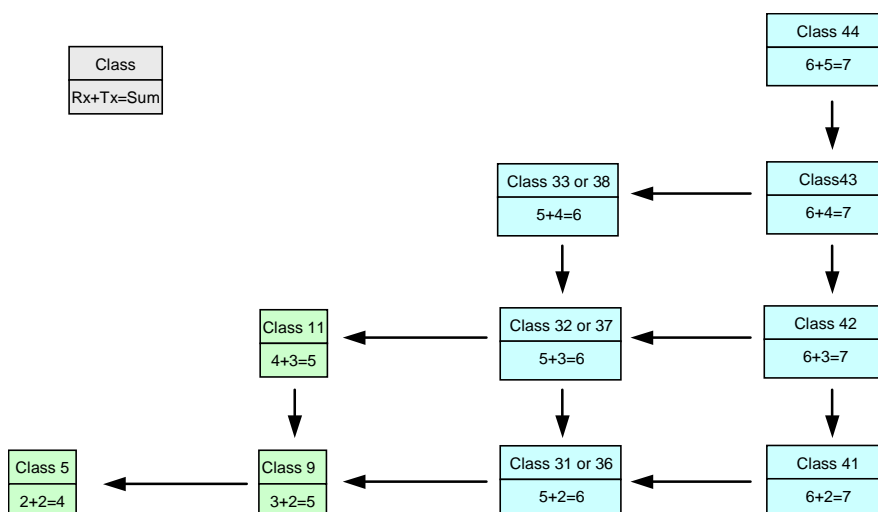 Class 44
6+5=7
Class
Rx+Tx=Sum
Class 33 or 38
5+4=6
Class43
6+4=7
Class 11
4+3=5
Class 32 or 37
5+3=6
Class 42
6+3=7
Class 5
2+2=4
Class 9
3+2=5
Class 31 or 36
5+2=6
Class 41
6+2=7